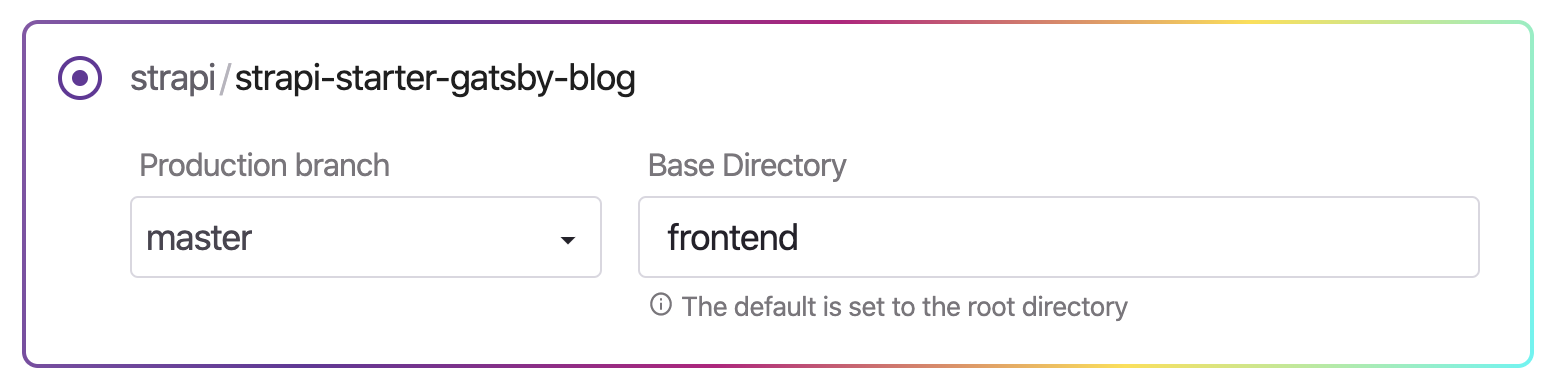 strapi/strapi-starter-gatsby-blog
Production branch
Base Directory
master
frontend
The default is set to the root directory